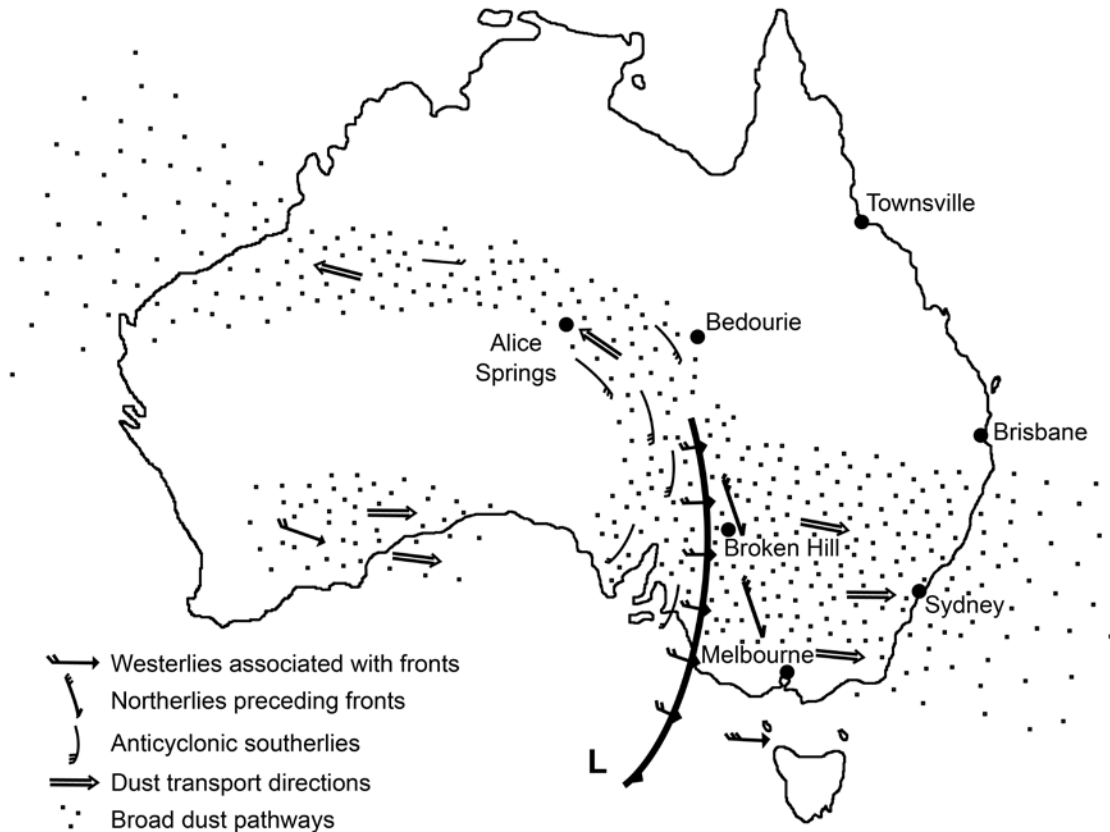 Townsville
Bedourie
Alice
Springs
Brisbane
Broken Hill
Sydney
Melbourne
L
Westerlies associated with fronts
Northerlies preceding fronts
Anticyclonic southerlies
Dust transport directions
Broad dust pathways